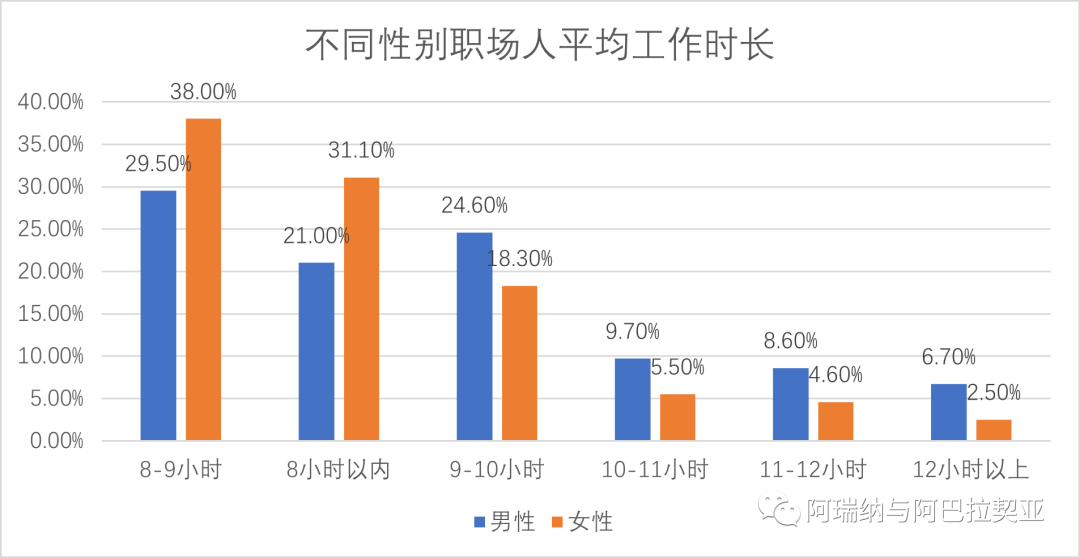 不同性别职场人平均工作时长
40.00%
35.00%
30.00%
25.00%
20.00%
15.00%
10.00%
5.00%
0.00%
29.50%
38.00%
21.00%
31.10%
24.60%
18.30%
9.70%
5.50%
8.60%
4.60%
6.70%
2.50%
8-9小时
8小时以内
9-10小时
10-11小时
11-12小时
12小时以上
男性
女性
阿瑞纳与阿巴拉契亚